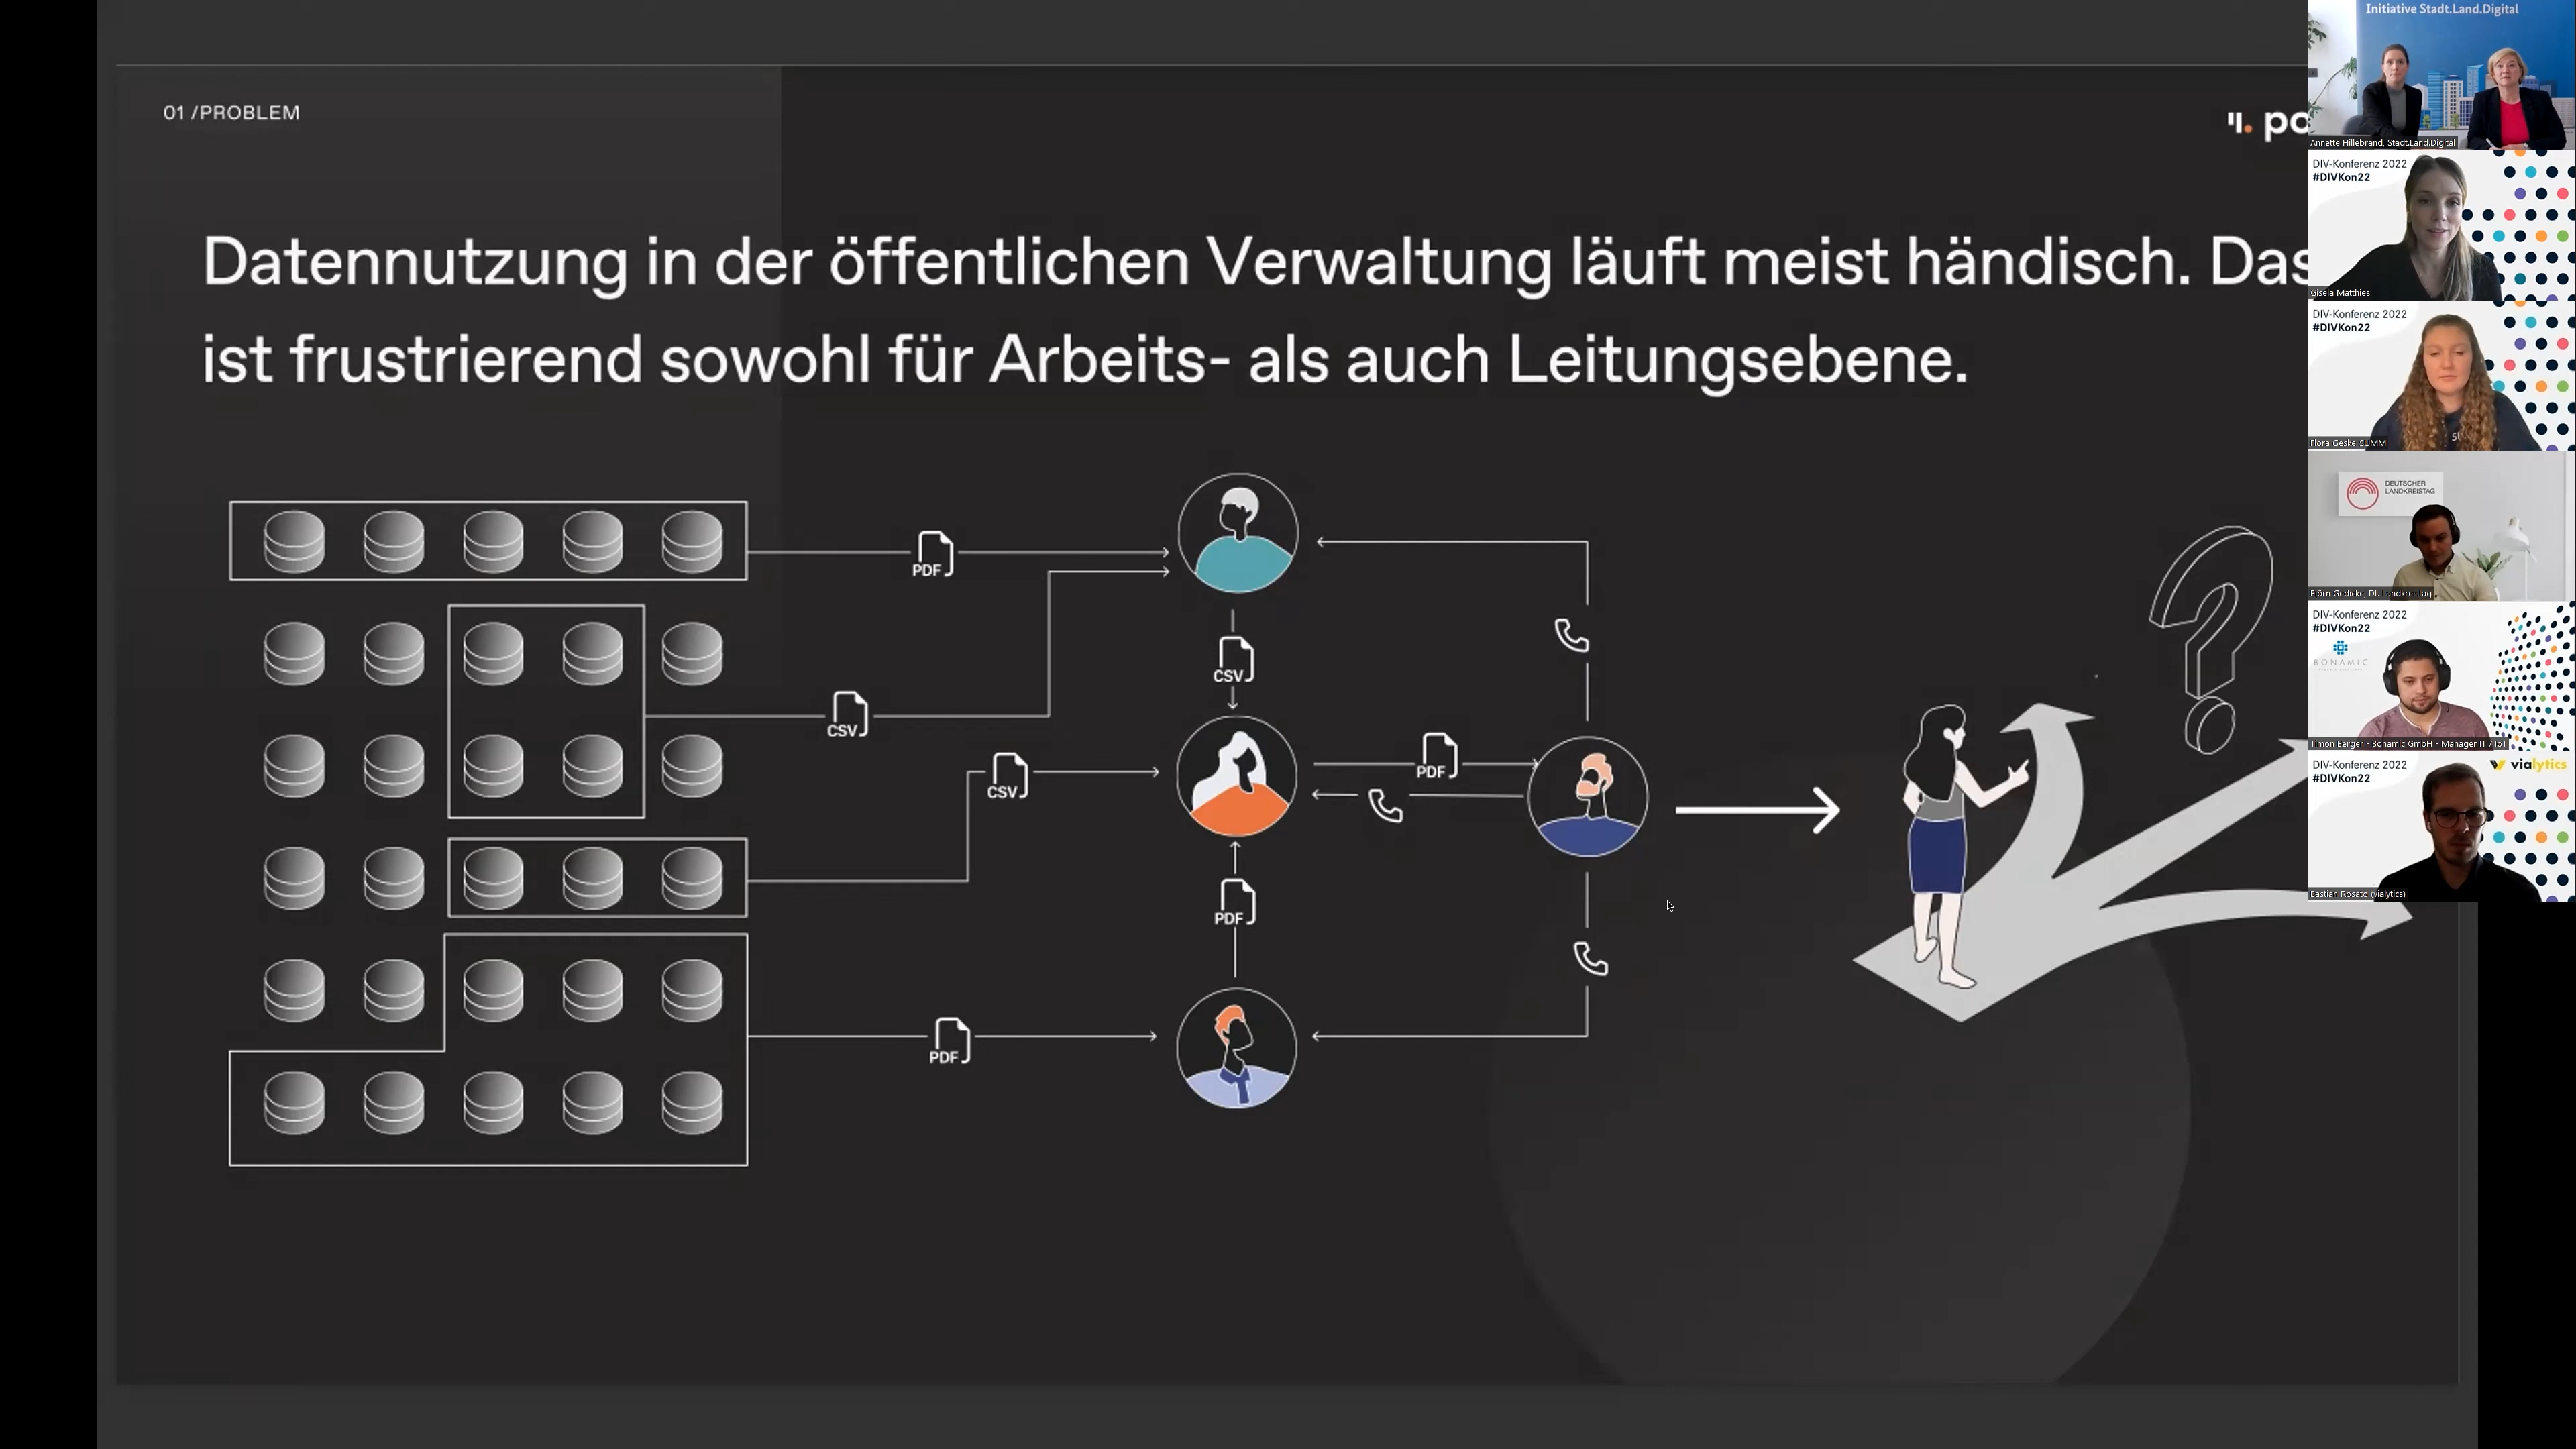 01 /PROBLEM
Datennutzung in der öffentlichen Verwaltung läuft meist händisch. Das
ist frustrierend sowohl für Arbeits- als auch Leitungsebene.
PDF
CSV
CSV
PDF
CSV
PDF
PDF
Initiative Stadt.Land.Digital
Annette Hillebrand, Stadt.Land.Digital
DIV-Konferenz 2022
#DIVKon22
Gisela Matthies
DIV-Konferenz 2022
#DIVKon22
Flora Geske_SUMM
DEUTSCHER
LANDKREISTAG
Björn Gedicke, Dt. Landkreistag
DIV-Konferenz 2022
#DIVKon22
BONAMIC
Timon Berger - Bonamic GmbH - Manager IT / IoT
DIV-Konferenz 2022
#DIVKon22
vialytics
Bastian Rosato (vialytics)